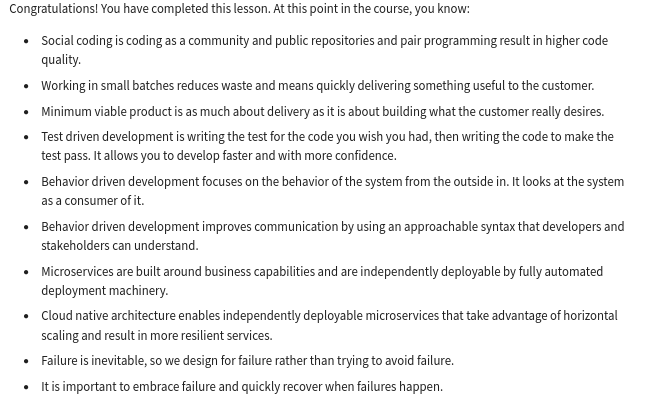 Congratulations! You have completed this lesson. At this point in the course, you know:
• Social coding is coding as a community and public repositories and pair programming result in higher code
quality.
• Working in small batches reduces waste and means quickly delivering something useful to the customer.
• Minimum viable product is as much about delivery as it is about building what the customer really desires.
• Test driven development is writing the test for the code you wish you had, then writing the code to make the
test pass. It allows you to develop faster and with more confidence.
• Behavior driven development focuses on the behavior of the system from the outside in. It looks at the system
as a consumer of it.
• Behavior driven development improves communication by using an approachable syntax that developers and
stakeholders can understand.
• Microservices are built around business capabilities and are independently deployable by fully automated
deployment machinery.
• Cloud native architecture enables independently deployable microservices that take advantage of horizontal
scaling and result in more resilient services.
• Failure is inevitable, so we design for failure rather than trying to avoid failure.
• It is important to embrace failure and quickly recover when failures happen.